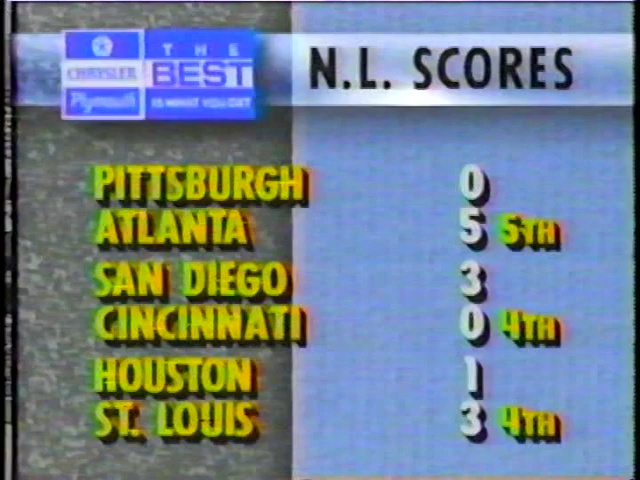 CHRYSLER
Plymouth
THE
BEST
IS WHAT YOU GET
N.L. SCORES
PITTSBURGH 0
ATLANTA 5 5TH
SAN DIEGO 3
CINCINNATI 0 4TH
HOUSTON 1
ST. LOUIS 3 4TH